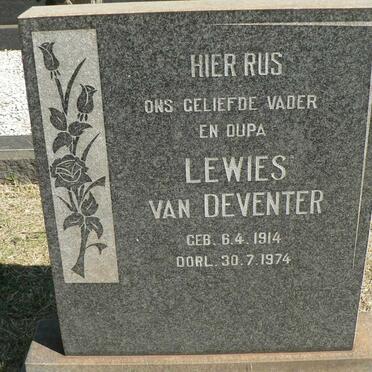 HIER RUS
ONS GELIEFDE VADER
EN OUPA
LEWIES
VAN DEVENTER
GEB. 6.4.1914
OORL. 30.7.1974